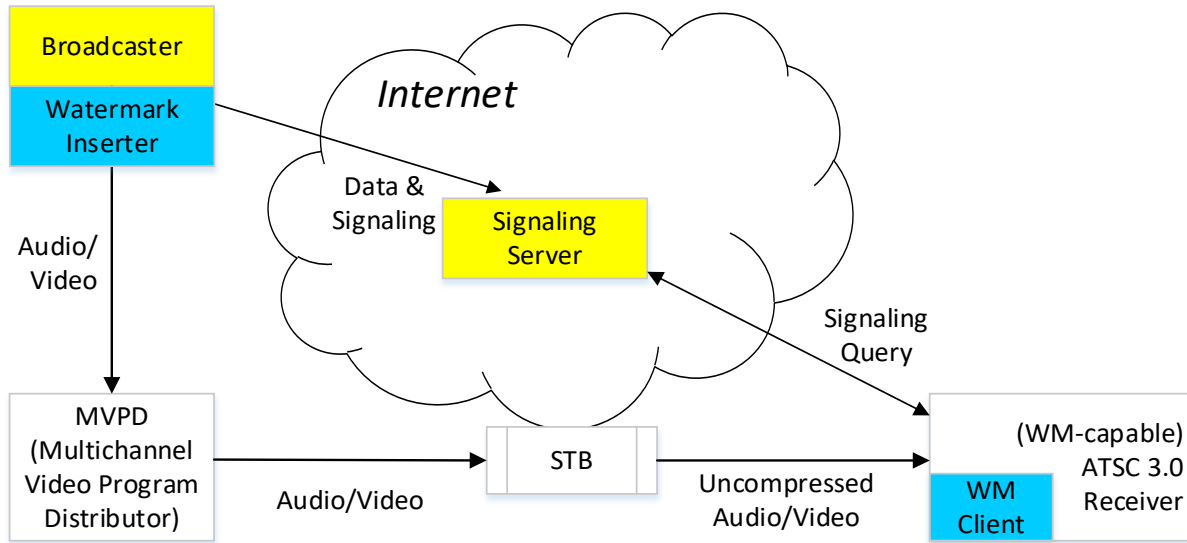 Broadcaster
Watermark
Inserter
Internet
Data &
Signaling
Signaling
Server
Audio/
Video
Signaling
Query
MVPD
(Multichannel
Video Program
Distributor)
Audio/Video
STB
Uncompressed
Audio/Video
(WM-capable)
ATSC 3.0
Receiver
WM
Client